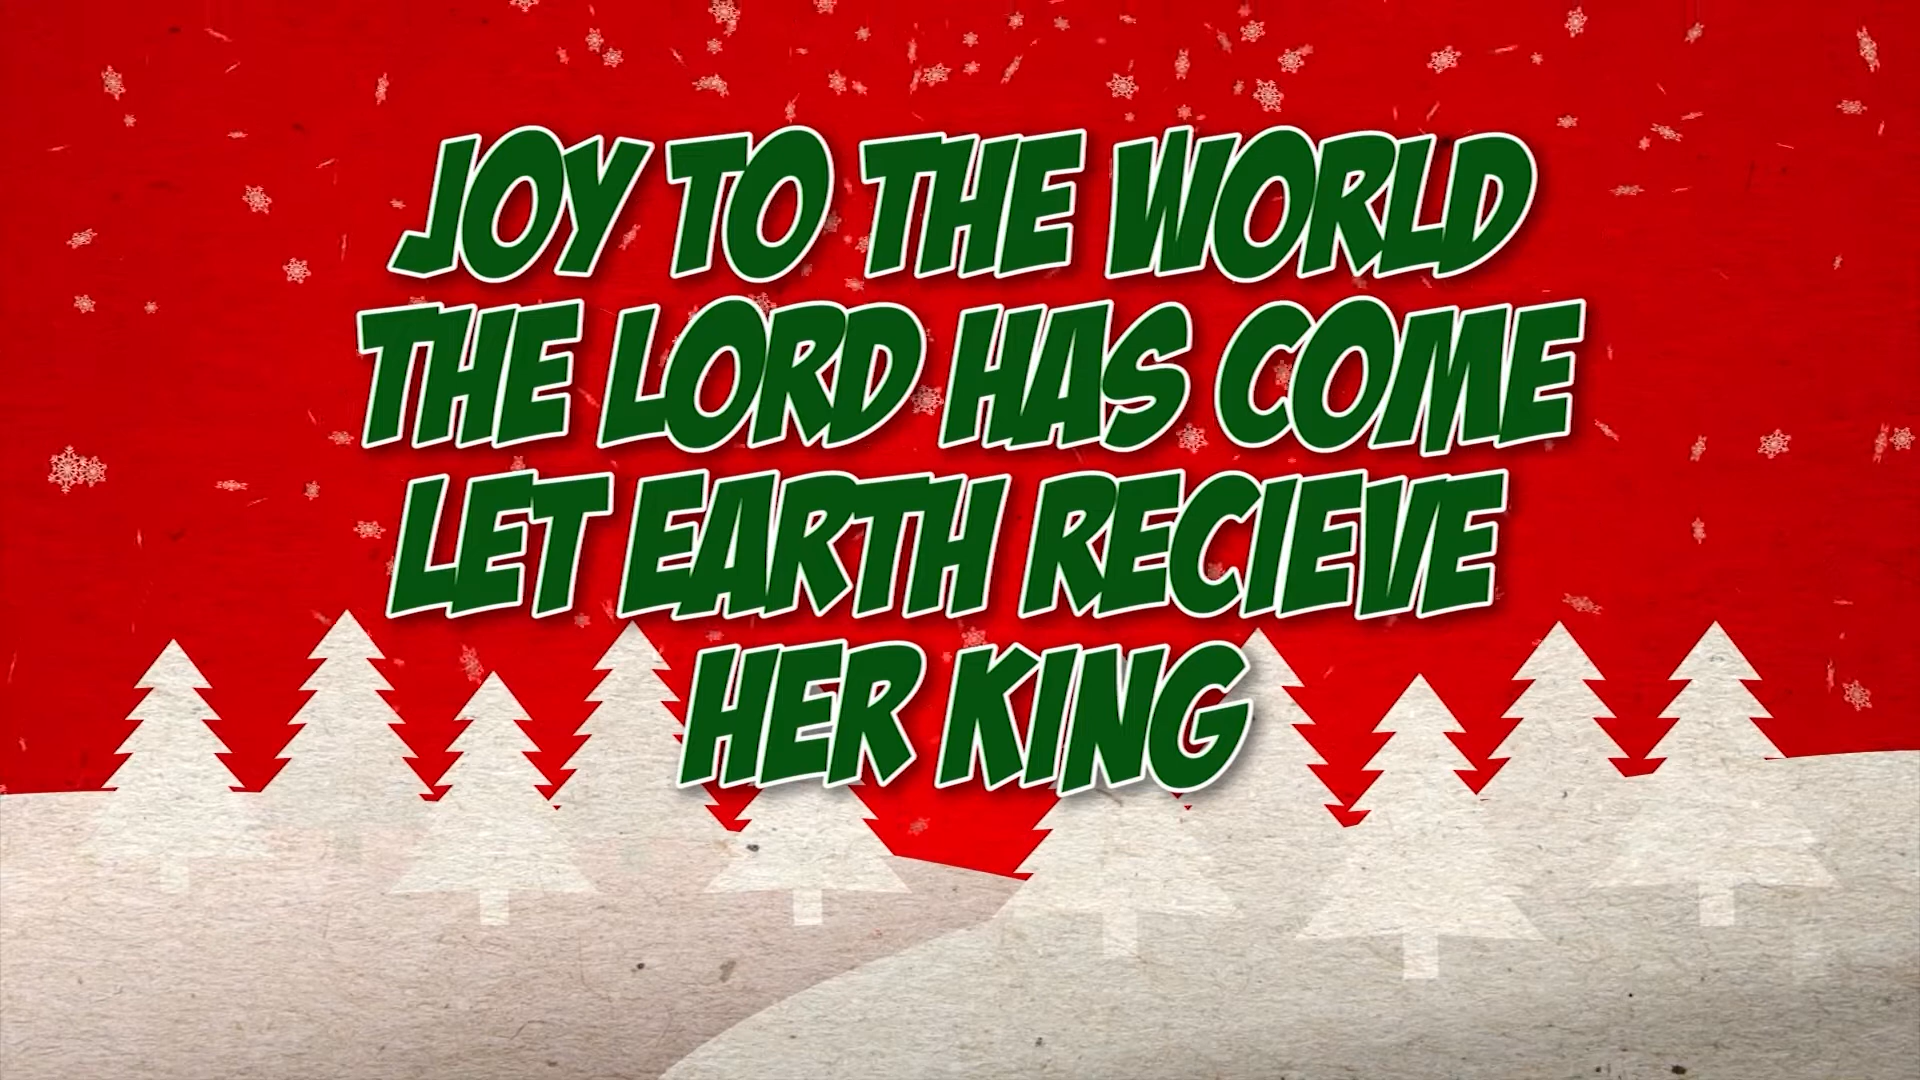 JOY TO THE WORLD
THE LORD HAS COME
LET EARTH RECIEVE
HER KING